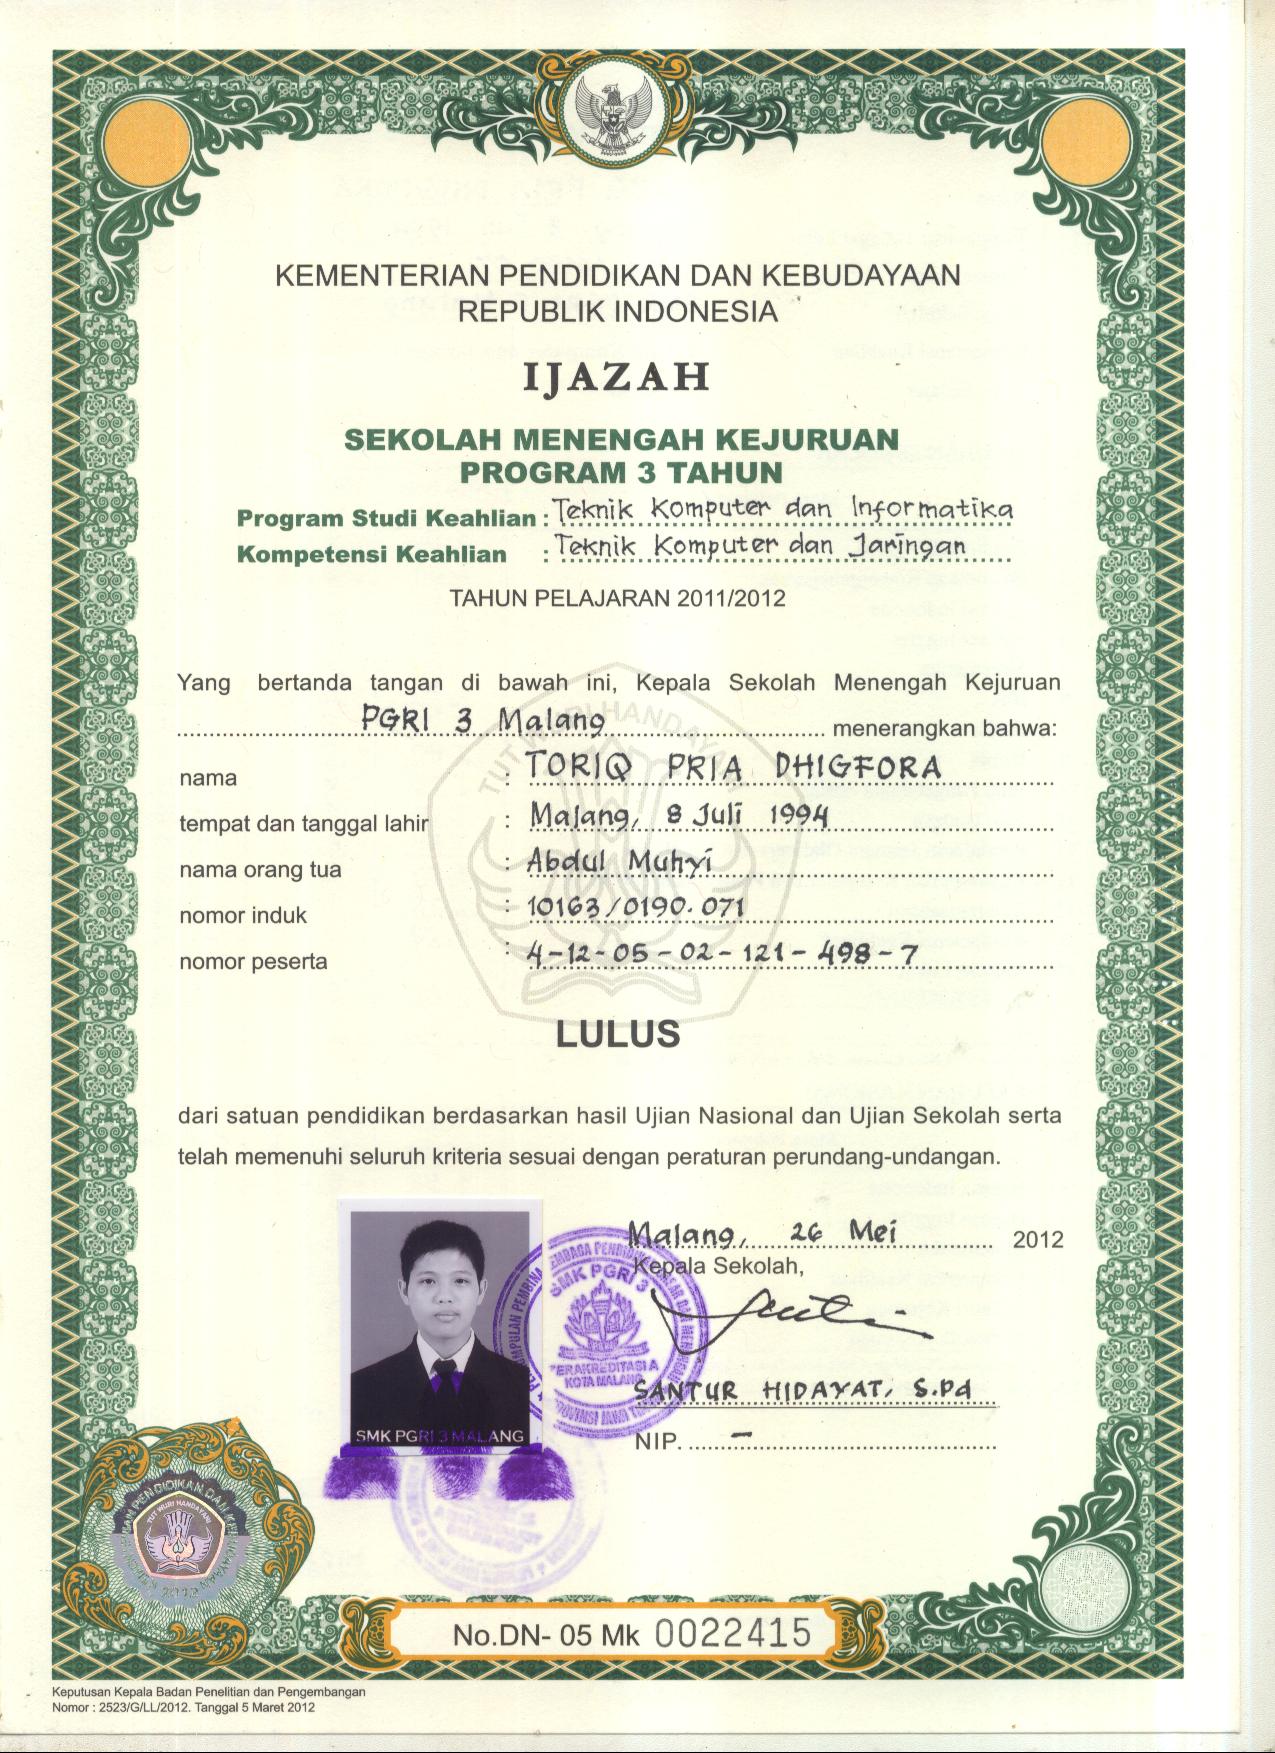 KEMENTERIAN PENDIDIKAN DAN KEBUDAYAAN
REPUBLIK INDONESIA
IJAZAH
SEKOLAH MENENGAH KEJURUAN
PROGRAM 3 TAHUN
Program Studi Keahlian : Teknik Komputer dan Informatika
Kompetensi Keahlian : Teknik Komputer dan Jaringan
TAHUN PELAJARAN 2011/2012
Yang bertanda tangan di bawah ini, Kepala Sekolah Menengah Kejuruan
PGRI 3 Malang menerangkan bahwa:
TUT WURI HANDAYANI
nama : TORIQ PRIA DHIGFORA
tempat dan tanggal lahir : Malang, 8 Juli 1994
nama orang tua : Abdul Muhyi
nomor induk : 10163/0190.071
nomor peserta : 4-12-05-02-121-498-7
LULUS
dari satuan pendidikan berdasarkan hasil Ujian Nasional dan Ujian Sekolah serta
telah memenuhi seluruh kriteria sesuai dengan peraturan perundang-undangan.
Malang, 26 Mei 2012
Kepala Sekolah,
SMK PGRI 3
TERAKREDITASI A
KOTA MALANG
SANTUR HIDAYAT, S.Pd
NIP. -
SMK PGRI 3 MALANG
TUT WURI HANDAYANI
No.DN- 05 Mk 0022415
Keputusan Kepala Badan Penelitian dan Pengembangan
Nomor : 2523/G/LL/2012. Tanggal 5 Maret 2012